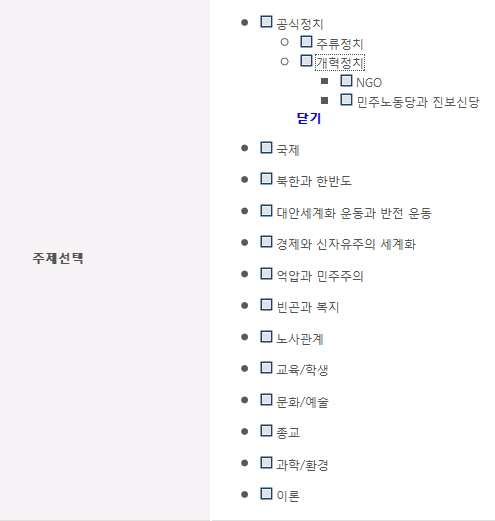 공식정치
주류정치
개혁정치
NGO
민주노동당과 진보신당
닫기
국제
북한과 한반도
대안세계화 운동과 반전 운동
경제와 신자유주의 세계화
주제선택
억압과 민주주의
빈곤과 복지
노사관계
교육/학생
문화/예술
종교
과학/환경
이론